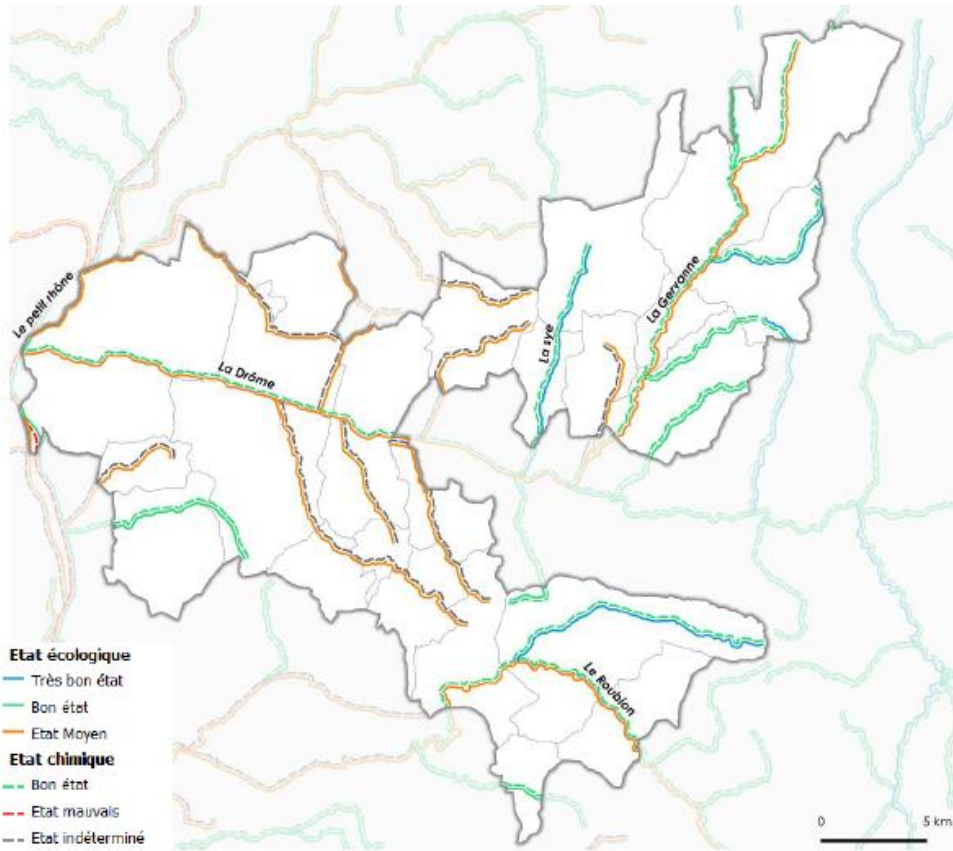 Le petit rhône
La Drôme
La sye
La Gervanne
Le Roubion
Etat écologique
Très bon état
Bon état
Etat Moyen
Etat chimique
Bon état
Etat mauvais
Etat indéterminé
0 5 km